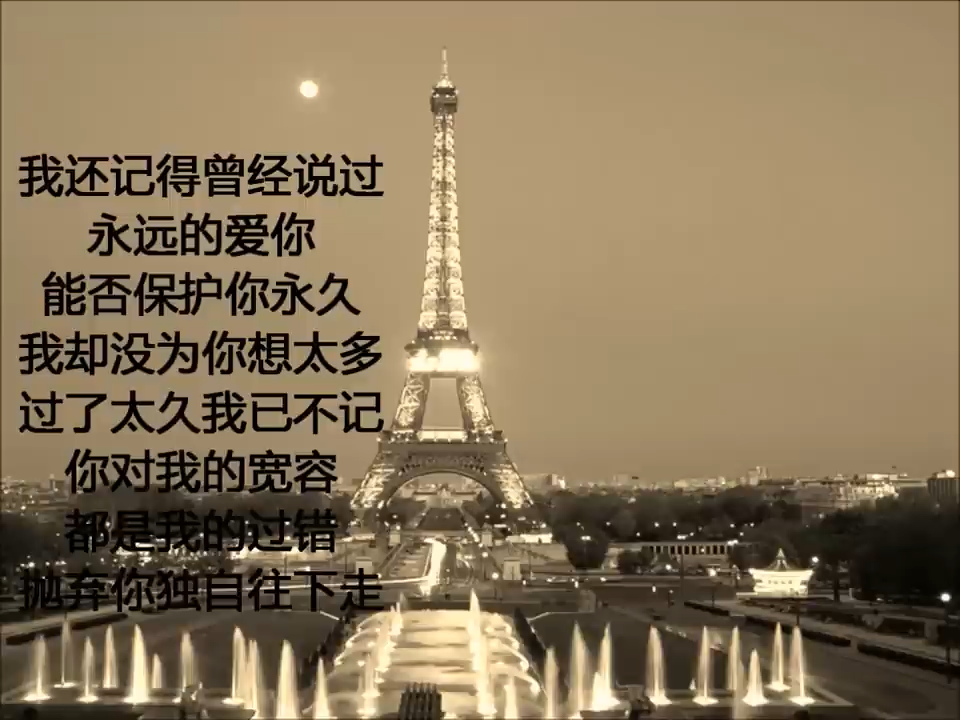 我还记得曾经说过
永远的爱你
能否保护你永久
我却没为你想太多
过了太久我已不记
你对我的宽容
都是我的过错
抛弃你独自往下走